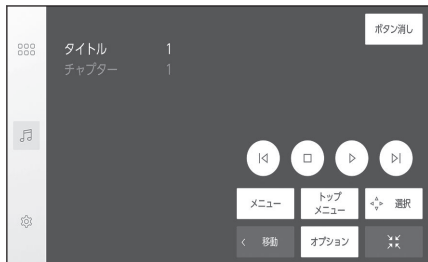 ボタン消し
タイトル 1
チャプター 1
メニュー
トップ
メニュー
選択
移動
オプション